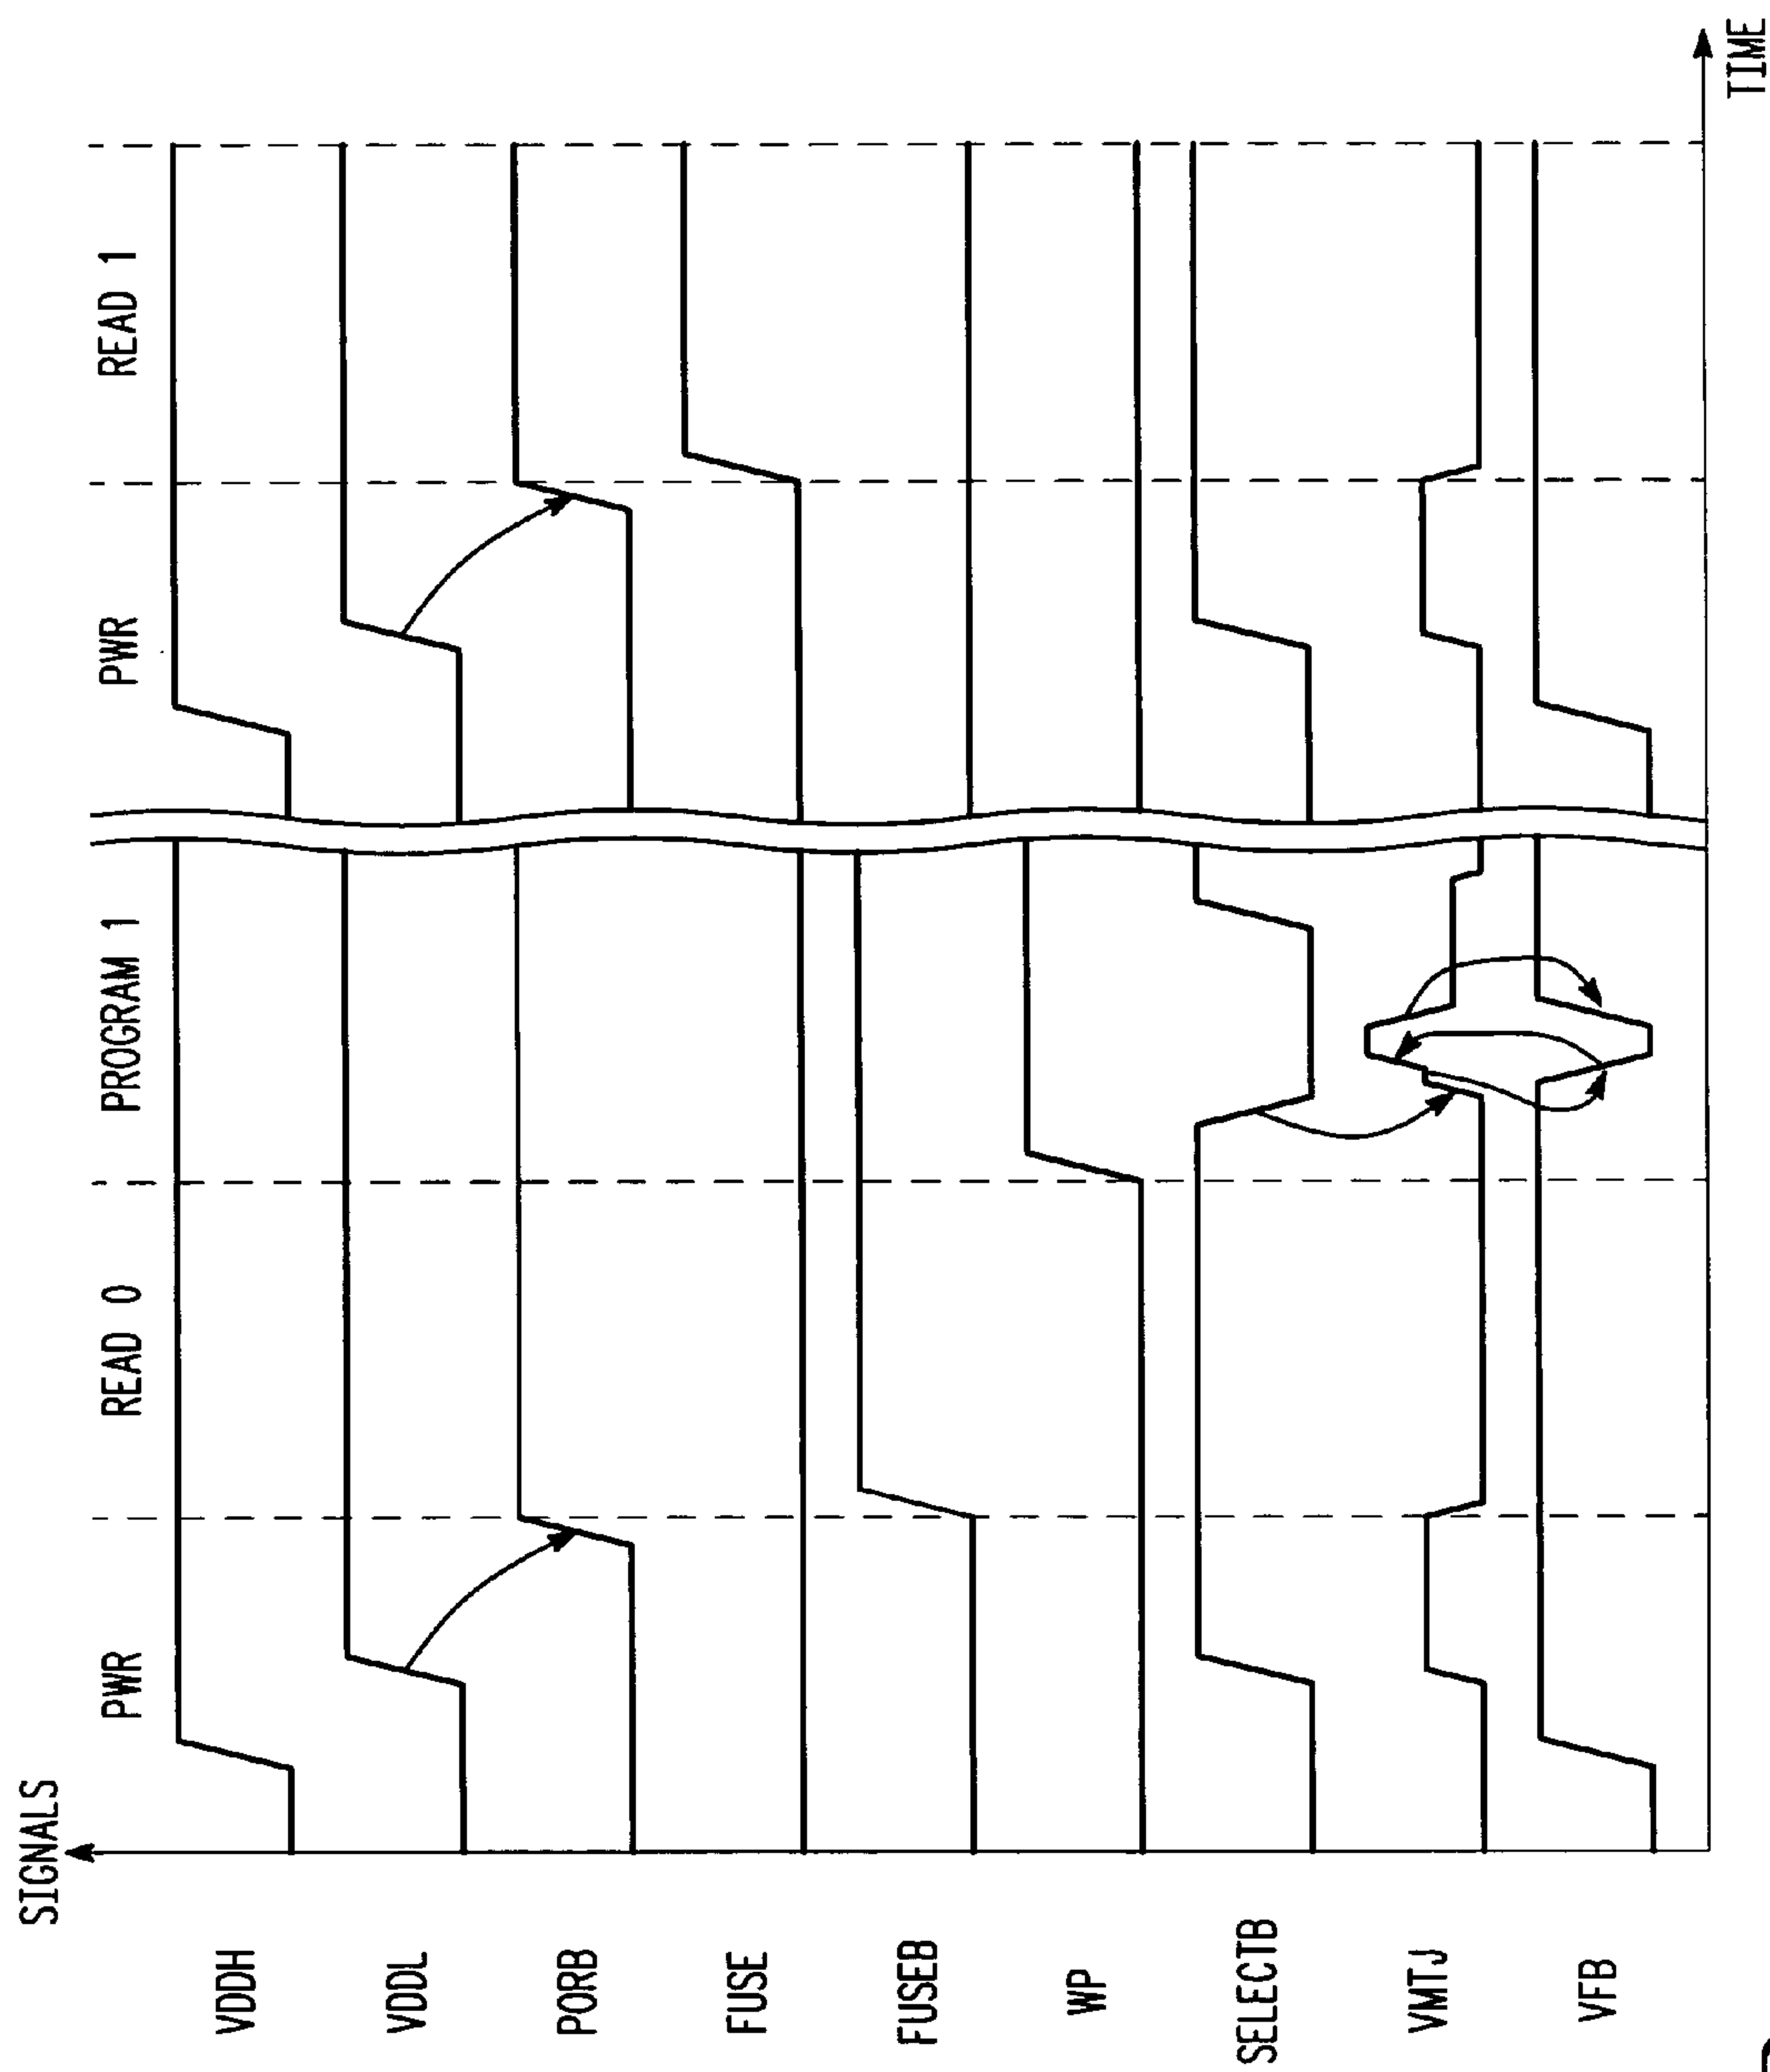 SIGNALS
PWR
READ 0
PROGRAM 1
PWR
READ 1
VDDH
VDDL
PORB
FUSE
FUSEB
WP
SELECTB
VMTJ
VFB
TIME